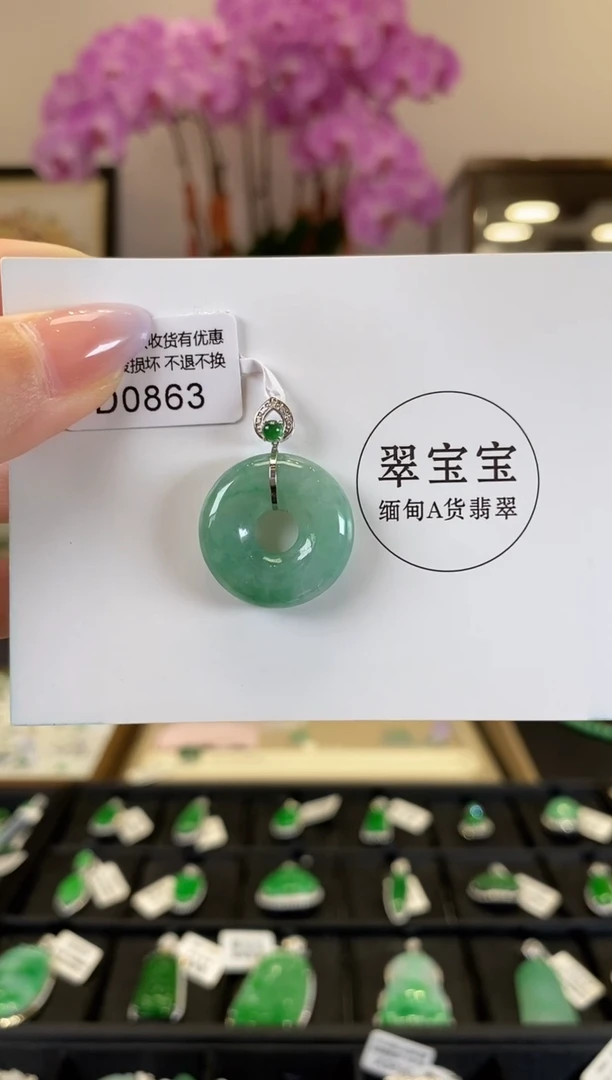 收货有优惠
损坏 不退不换
D0863
翠宝宝
缅甸A货翡翠